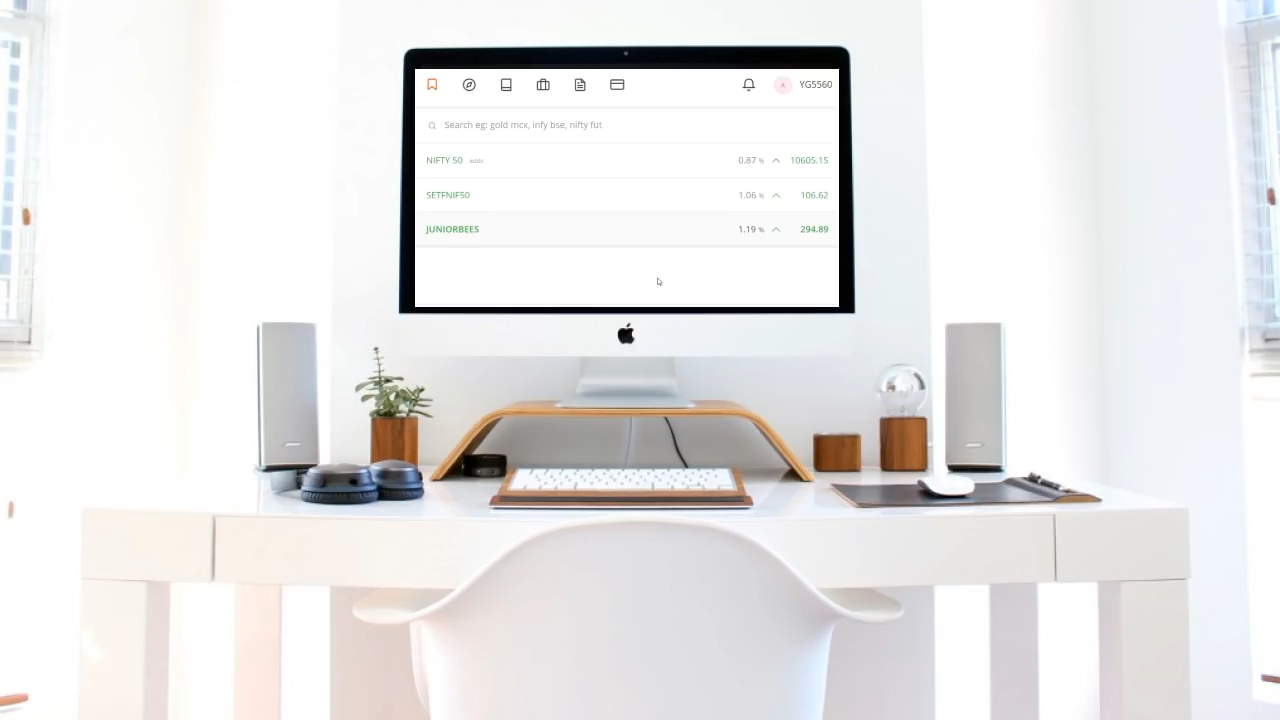 A YG5560
Search eg: gold mcx, infy bse, nifty fut
NIFTY 50 INDEX 0.87 % 10605.15
SETFNIF50 1.06 % 106.62
JUNIORBEES 1.19 % 294.89